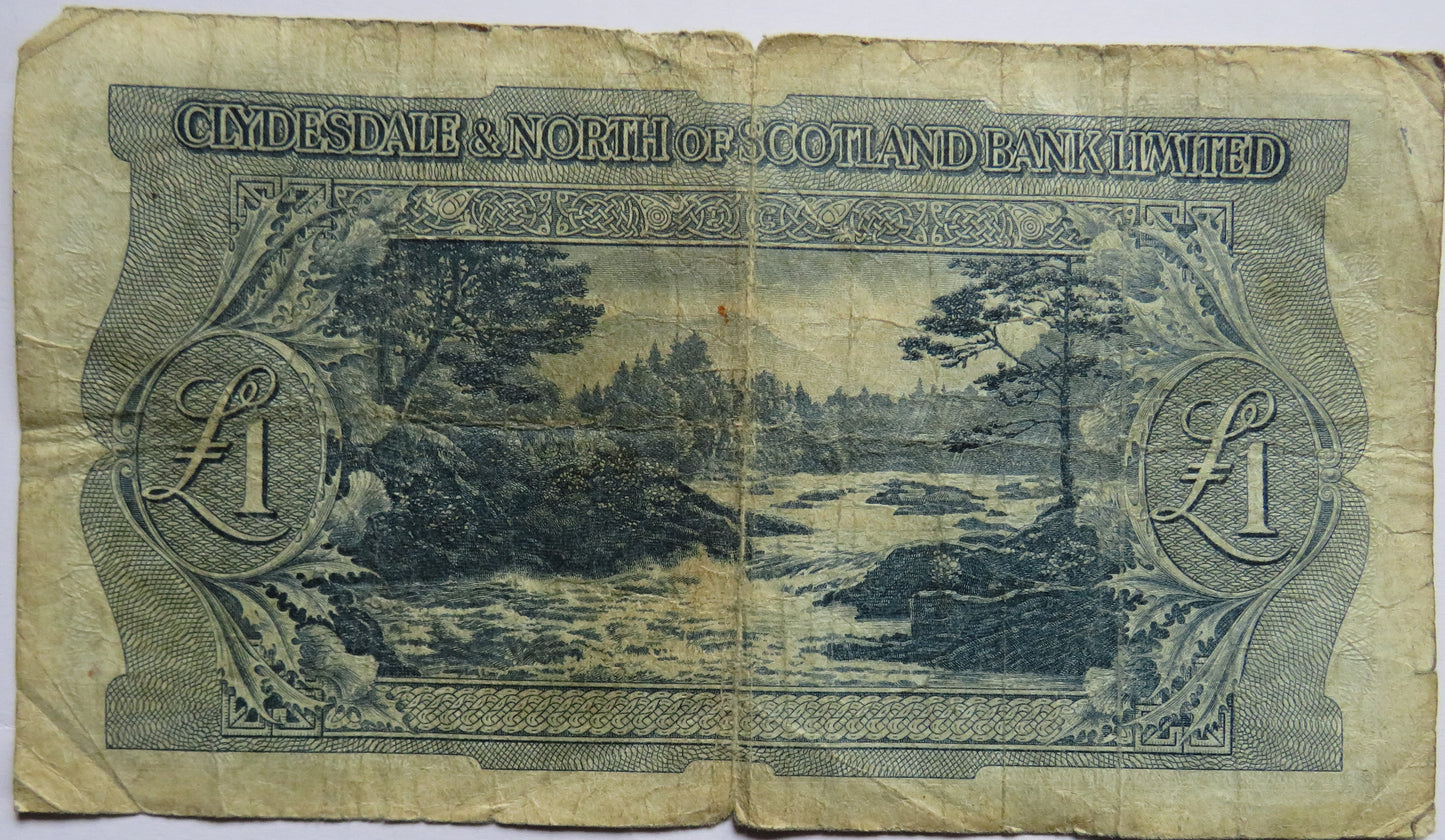 CLYDESDALE & NORTH OF SCOTLAND BANK LIMITED
£1 £1